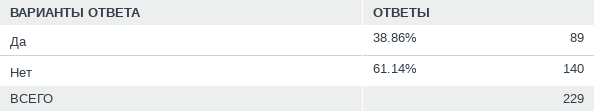 ВАРИАНТЫ ОТВЕТА ОТВЕТЫ
Да 38.86% 89
Нет 61.14% 140
ВСЕГО 229